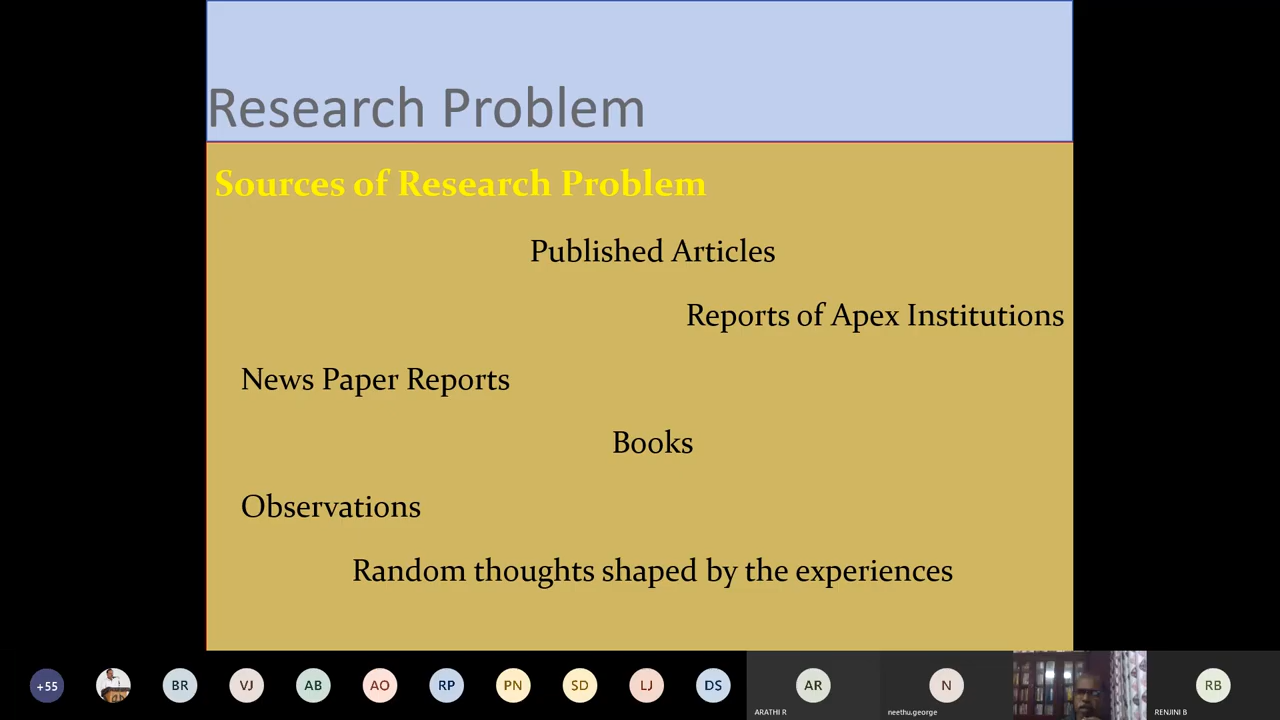 Research Problem
Sources of Research Problem
Published Articles
Reports of Apex Institutions
News Paper Reports
Books
Observations
Random thoughts shaped by the experiences
+55
BR
VJ
AB
AO
RP
PN
SD
LJ
DS
AR
ARATHI R
N
neethu.george
RB
RENJINI B